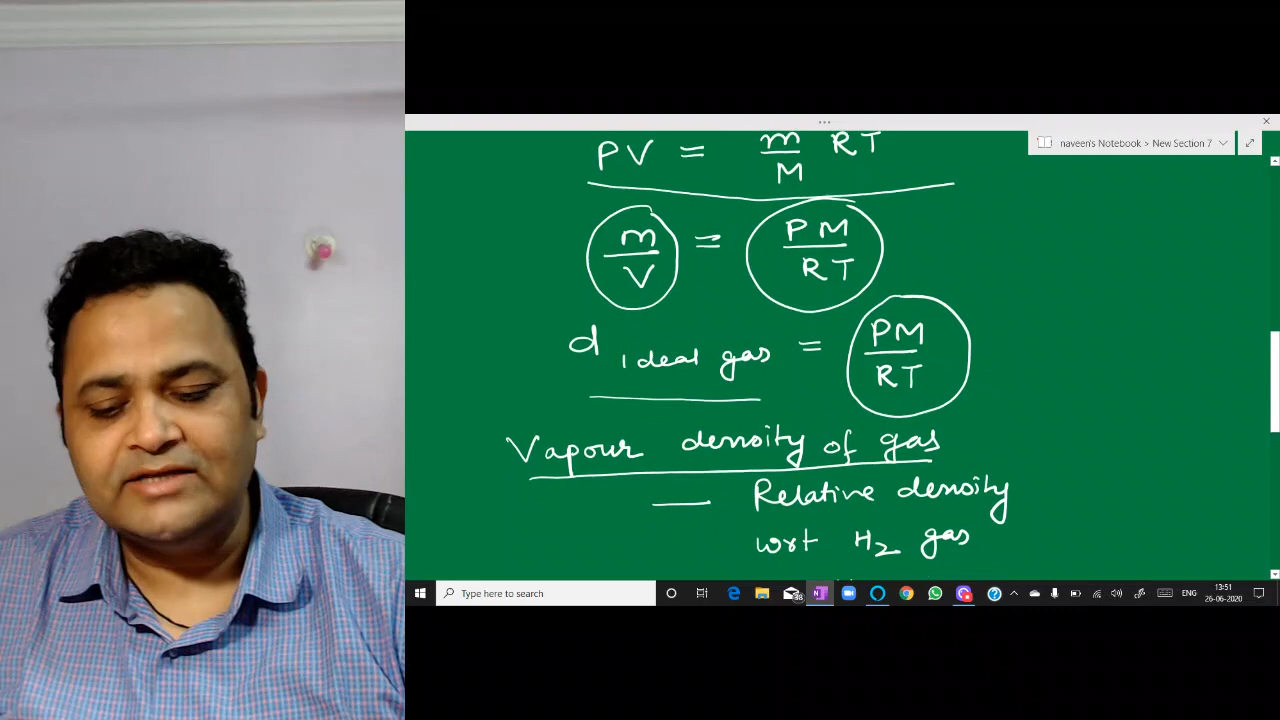 naveen's Notebook > New Section 7
PV = m/M RT
m/V = PM/RT
d ideal gas = PM/RT
Vapour density of gas
— Relative density
wrt H₂ gas
Type here to search
38
ENG
13:51
26-06-2020